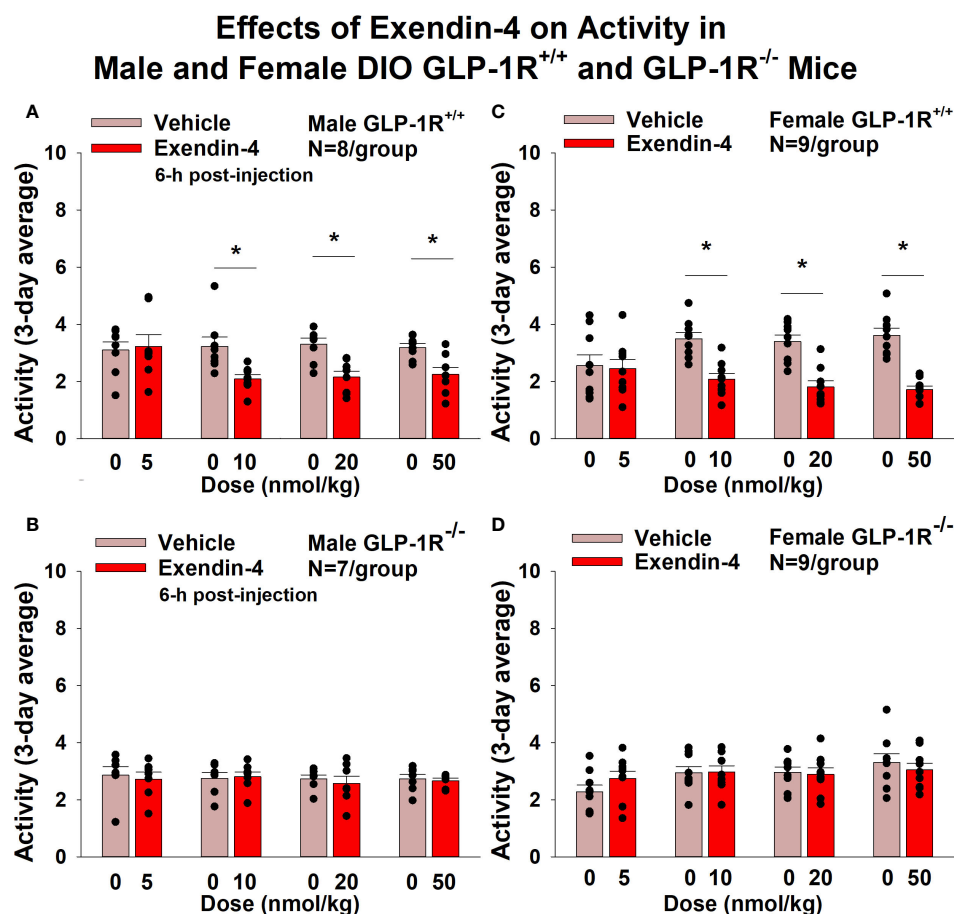 Effects of Exendin-4 on Activity in
Male and Female DIO GLP-1R+/+ and GLP-1R-/- Mice
A
Vehicle
Exendin-4
6-h post-injection
Male GLP-1R+/+
N=8/group
Activity (3-day average)
10
8
6
4
2
0
* * *
0 5 0 10 0 20 0 50
Dose (nmol/kg)
C
Vehicle
Exendin-4
Female GLP-1R+/+
N=9/group
Activity (3-day average)
10
8
6
4
2
0
* * *
0 5 0 10 0 20 0 50
Dose (nmol/kg)
B
Vehicle
Exendin-4
6-h post-injection
Male GLP-1R-/-
N=7/group
Activity (3-day average)
10
8
6
4
2
0
0 5 0 10 0 20 0 50
Dose (nmol/kg)
D
Vehicle
Exendin-4
Female GLP-1R-/-
N=9/group
Activity (3-day average)
10
8
6
4
2
0
0 5 0 10 0 20 0 50
Dose (nmol/kg)